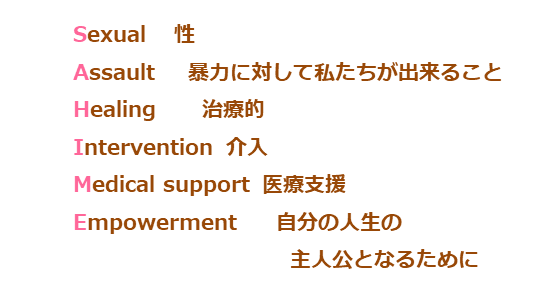 Sexual 性
Assault 暴力に対して私たちが出来ること
Healing 治療的
Intervention 介入
Medical support 医療支援
Empowerment 自分の人生の
主人公となるために